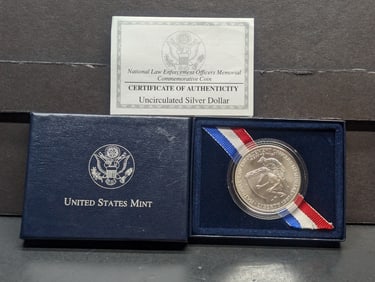 National Law Enforcement Officers Memorial
Commemorative Coin
CERTIFICATE OF AUTHENTICITY
Uncirculated Silver Dollar
UNITED STATES MINT